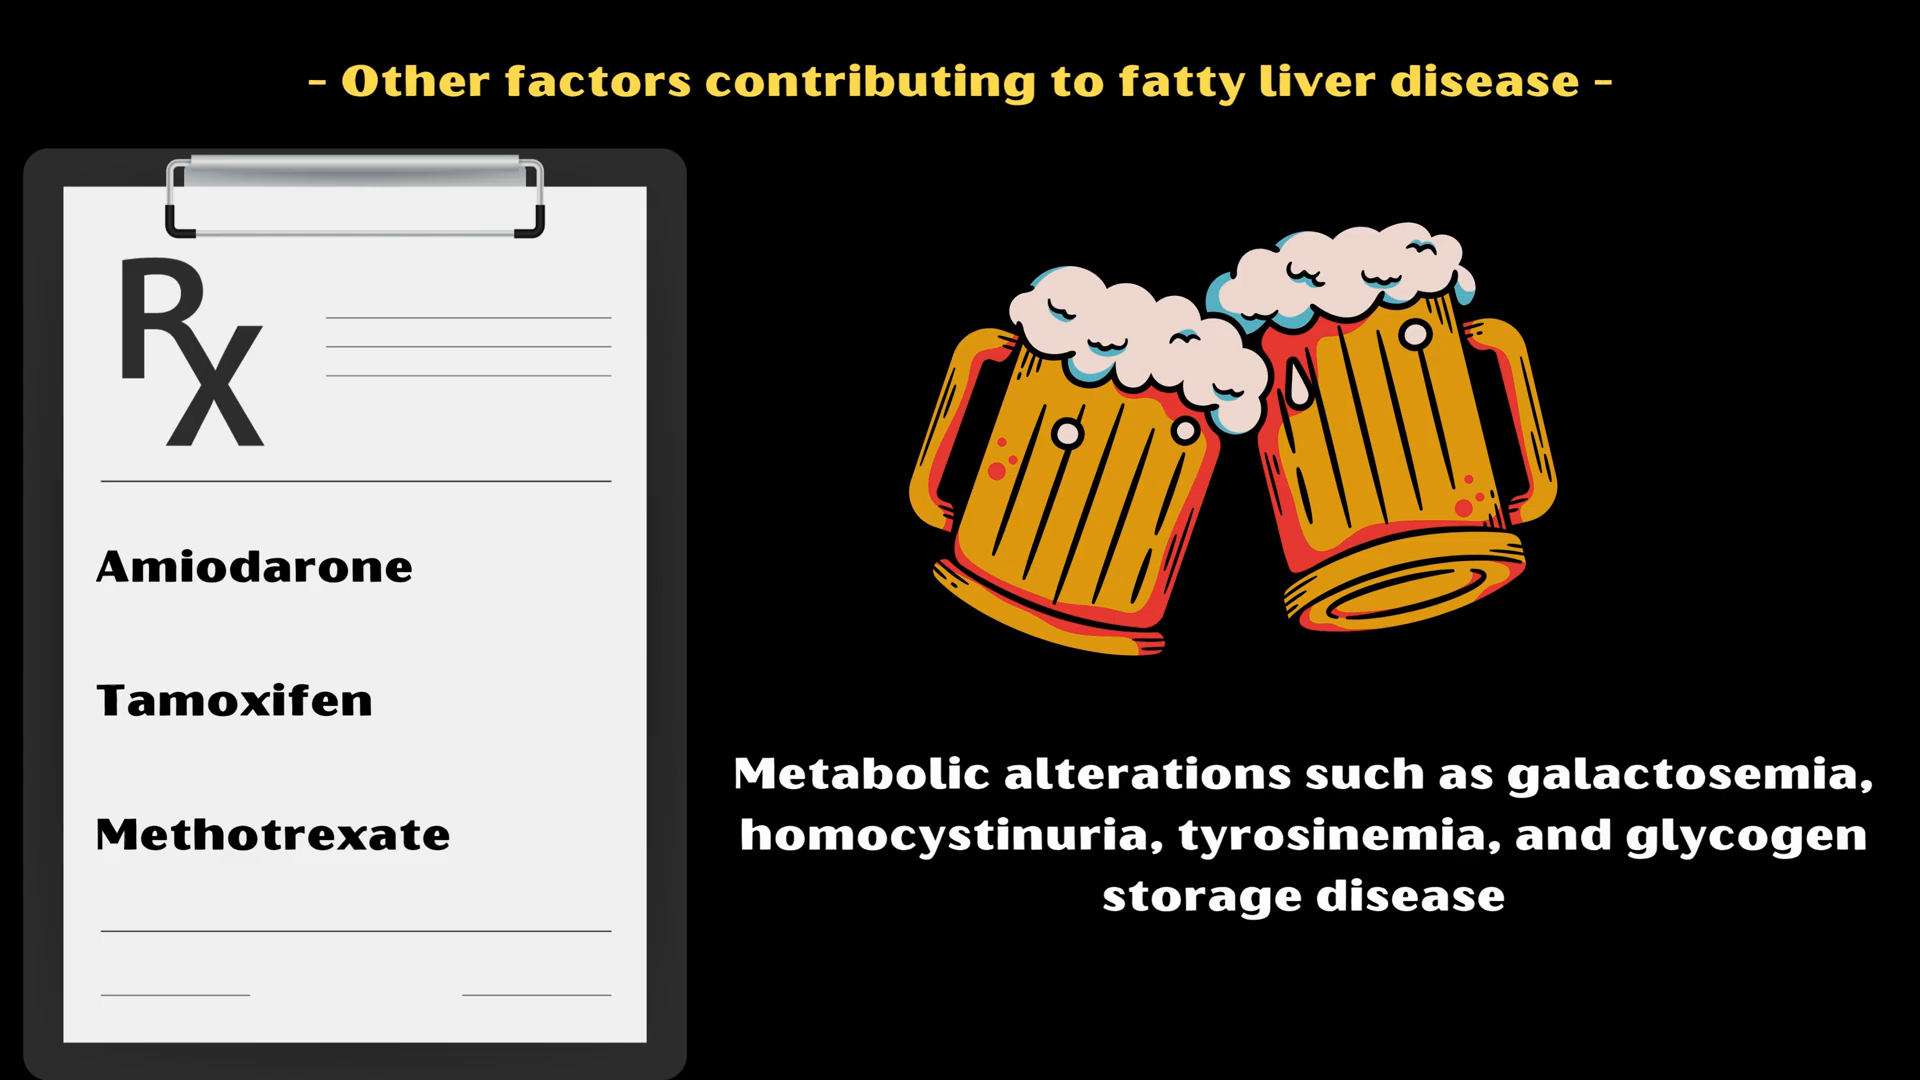 - Other factors contributing to fatty liver disease -
Rx
Amiodarone
Tamoxifen
Methotrexate
Metabolic alterations such as galactosemia,
homocystinuria, tyrosinemia, and glycogen
storage disease